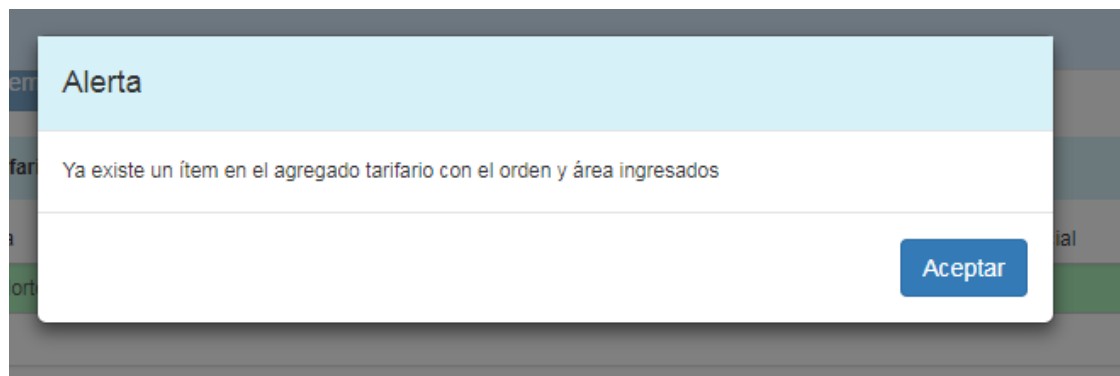 Alerta
Ya existe un ítem en el agregado tarifario con el orden y área ingresados
Aceptar